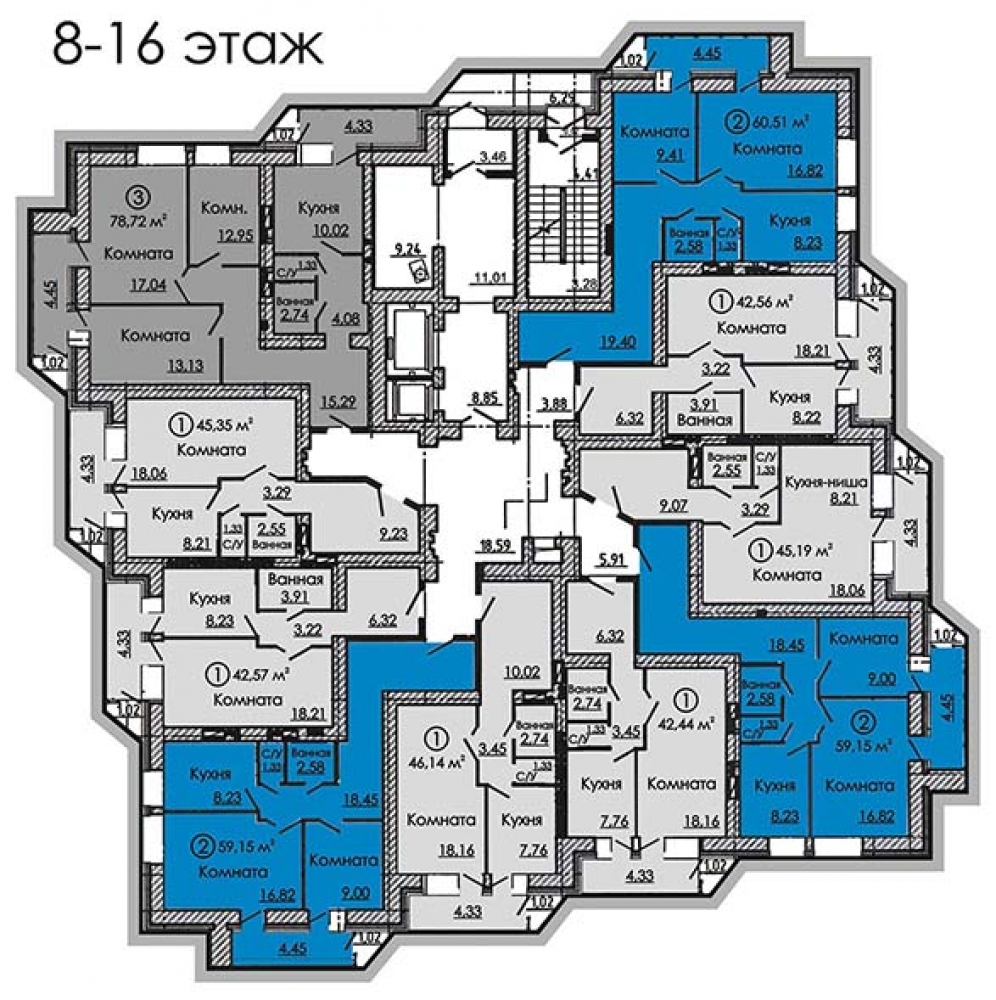 8-16 этаж
1.02
4.45
6.29
Комната
9.41
2 60.51 м²
Комната
16.82
1.02
4.33
3.46
4.41
3
78,72 м²
Комната
17.04
Комн.
12.95
Кухня
10.02
9.24
11.01
3.28
Ванная
2.58
С/У
1.33
Кухня
8.23
С/У
1.33
Ванная
2.74
4.08
4.45
1.02
Комната
13.13
15.29
8.85
3.88
19.40
1 42.56 м²
Комната
18.21
1.02
4.33
3.22
3.91
Ванная
Кухня
8.22
6.32
1 45,35 м²
Комната
18.06
4.33
1.02
Кухня
8.21
3.29
1.33
С/У
2.55
Ванная
9.23
18.59
5.91
9.07
Ванная
2.55
С/У
1.33
3.29
Кухня-ниша
8.21
1.02
4.33
1 45,19 м²
Комната
18.06
Кухня
8.23
Ванная
3.91
3.22
6.32
4.33
1.02
1 42,57 м²
Комната
18.21
10.02
6.32
18.45
Комната
9.00
1.02
4.45
Ванная
2.58
1.33
С/У
2
59,15 м²
Комната
16.82
Кухня
8.23
Ванная
2.74
1.33
С/У
3.45
1
42,44 м²
Кухня
7.76
Комната
18.16
4.33
1.02
1
46,14 м²
Комната
18.16
3.45
Ванная
2.74
С/У
1.33
Кухня
7.76
4.33
1.02
Кухня
8.23
С/У
1.33
Ванная
2.58
18.45
2 59,15 м²
Комната
16.82
Комната
9.00
4.45
1.02